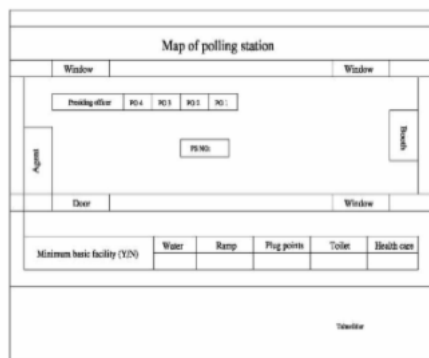 Map of polling station
Window Window
Presiding officer PO 4 PO 3 PO 2 PO 1
Agent
Booth
PS NO:
Door Window
Minimum basic facility (Y/N) Water Ramp Plug points Toilet Health care